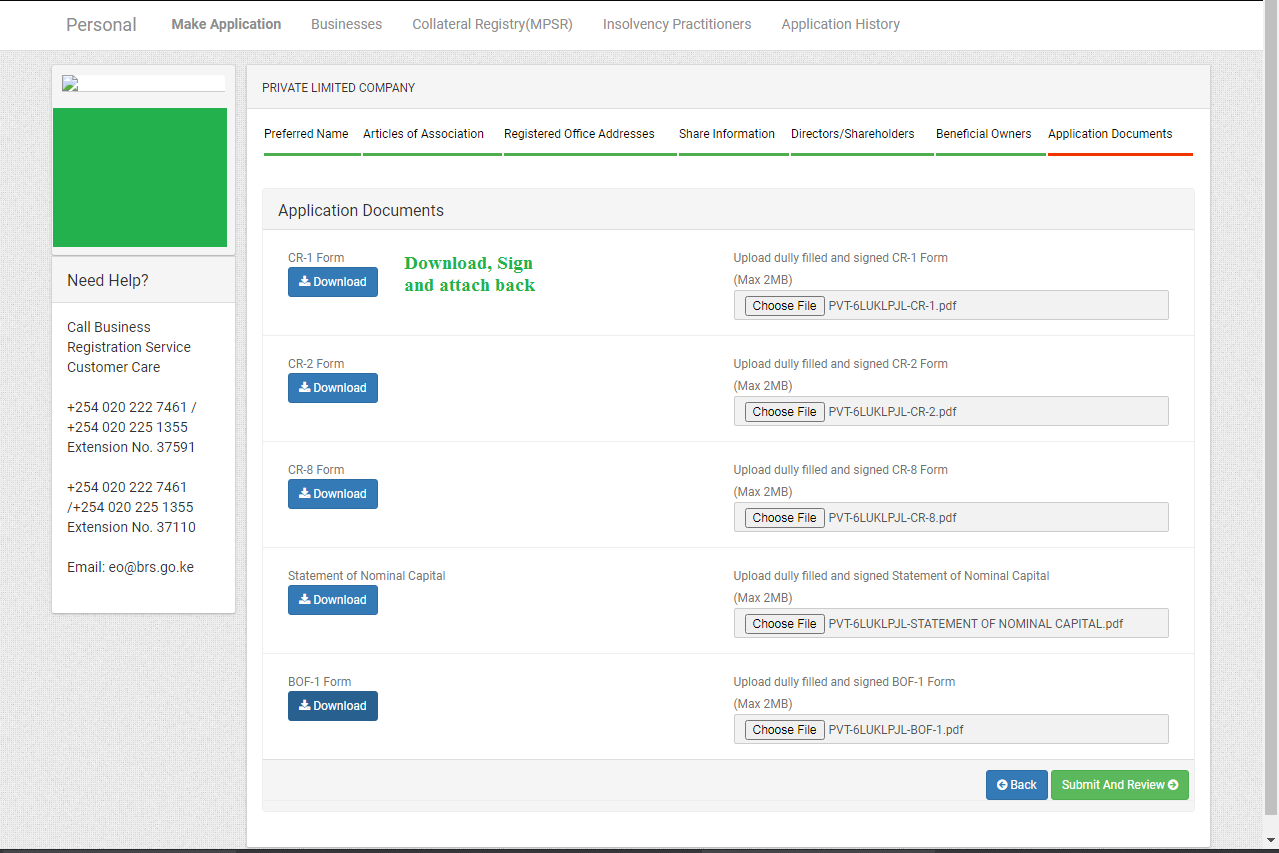 Personal Make Application Businesses Collateral Registry(MPSR) Insolvency Practitioners Application History
PRIVATE LIMITED COMPANY
Preferred Name Articles of Association Registered Office Addresses Share Information Directors/Shareholders Beneficial Owners Application Documents
Need Help?
Call Business
Registration Service
Customer Care
+254 020 222 7461 /
+254 020 225 1355
Extension No. 37591
+254 020 222 7461
/+254 020 225 1355
Extension No. 37110
Email: eo@brs.go.ke
Application Documents
CR-1 Form
Download
Download, Sign
and attach back
Upload dully filled and signed CR-1 Form
(Max 2MB)
Choose File PVT-6LUKLPJL-CR-1.pdf
CR-2 Form
Download
Upload dully filled and signed CR-2 Form
(Max 2MB)
Choose File PVT-6LUKLPJL-CR-2.pdf
CR-8 Form
Download
Upload dully filled and signed CR-8 Form
(Max 2MB)
Choose File PVT-6LUKLPJL-CR-8.pdf
Statement of Nominal Capital
Download
Upload dully filled and signed Statement of Nominal Capital
(Max 2MB)
Choose File PVT-6LUKLPJL-STATEMENT OF NOMINAL CAPITAL.pdf
BOF-1 Form
Download
Upload dully filled and signed BOF-1 Form
(Max 2MB)
Choose File PVT-6LUKLPJL-BOF-1.pdf
Back Submit And Review